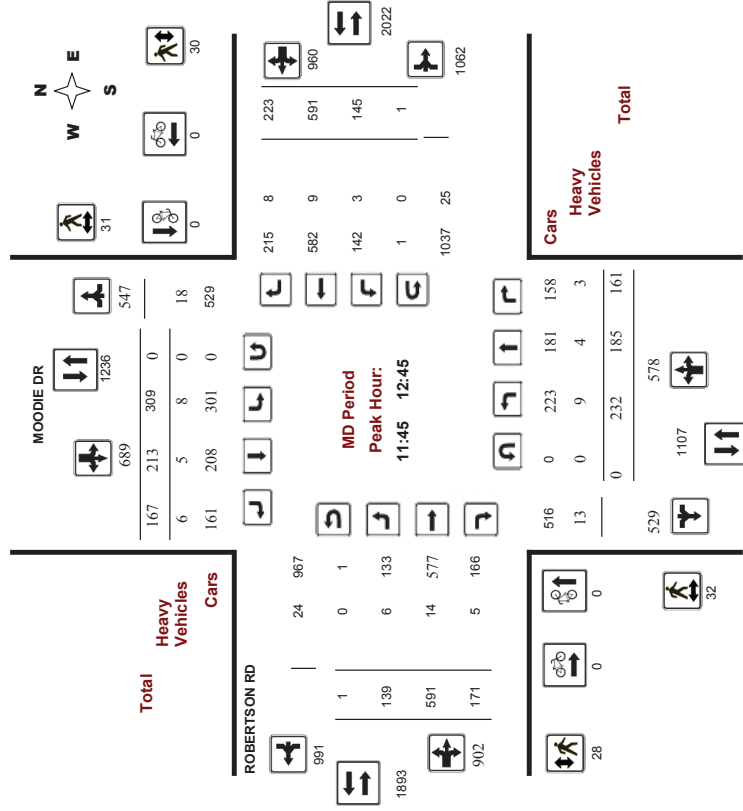 N
W E
S
30
0
31
0
MOODIE DR
547
1236
689
167 213 309 0
6 5 8 0 18
161 208 301 0 529
2022
960
1062
223 8 215
591 9 582
145 3 142
1 0 1
25 1037
Total
Heavy
Vehicles
Cars
MD Period
Peak Hour:
11:45 12:45
ROBERTSON RD
24 967
1 0 1
139 6 133
591 14 577
171 5 166
991
1893
902
Cars
Heavy
Vehicles
Total
516 0 223 181 158
13 0 9 4 3
0 232 185 161
529
1107
578
28
0
0
32